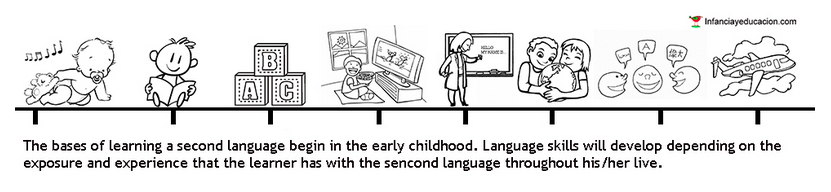 Infanciayeducacion.com
HELLO
MY NAME IS...
A
B
A C
The bases of learning a second language begin in the early childhood. Language skills will develop depending on the
exposure and experience that the learner has with the sencond language throughout his/her live.